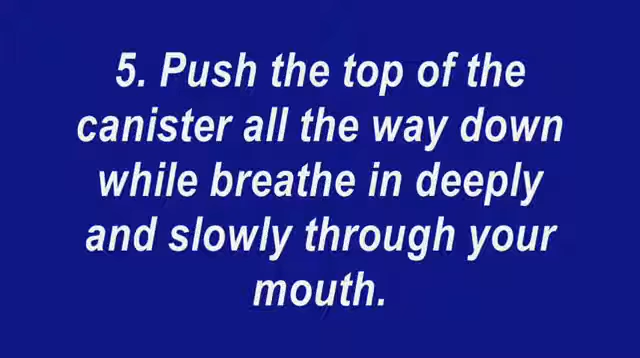 5. Push the top of the
canister all the way down
while breathe in deeply
and slowly through your
mouth.